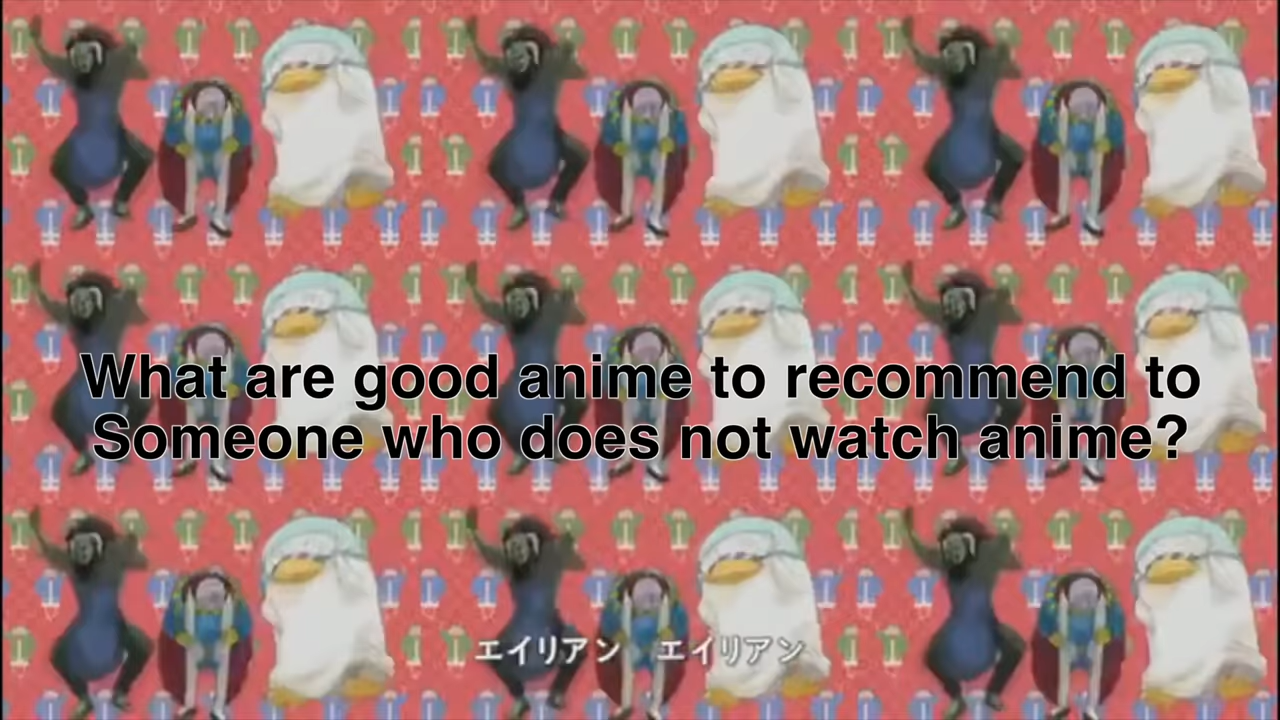 What are good anime to recommend to
Someone who does not watch anime?
エイリアン エイリアン